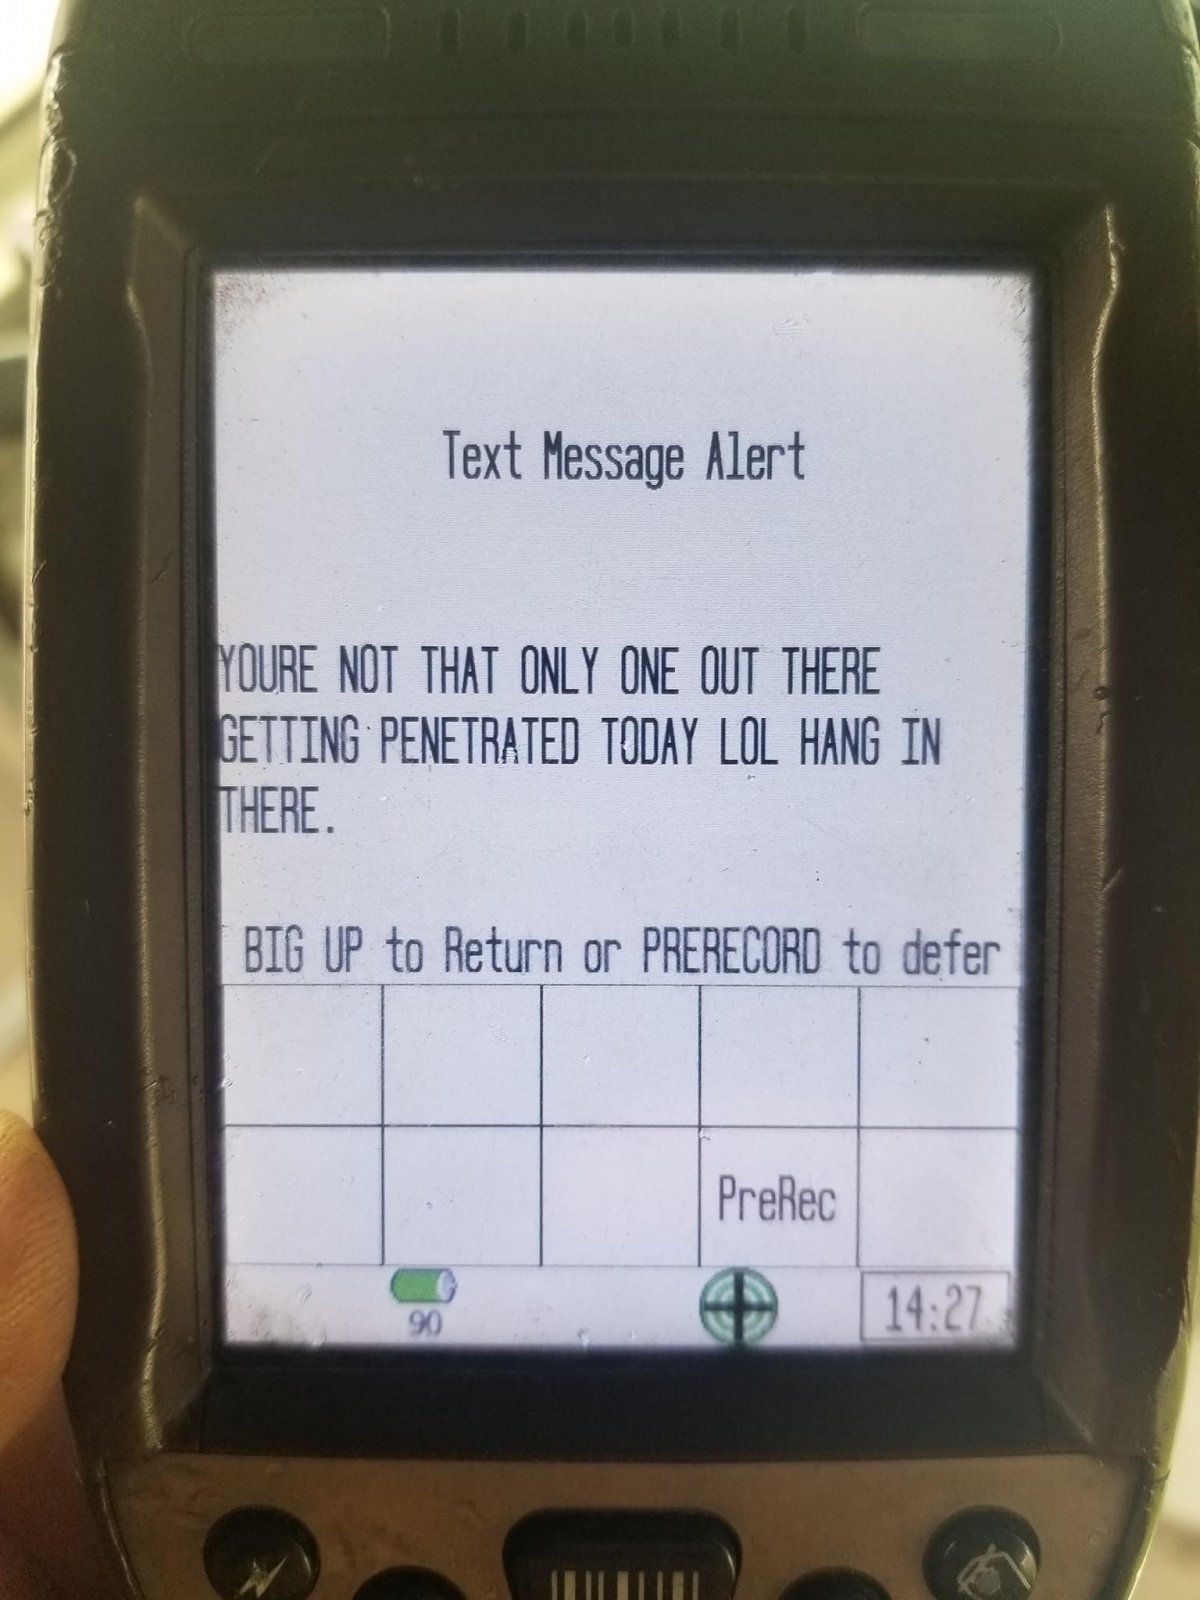 Text Message Alert
YOURE NOT THAT ONLY ONE OUT THERE
GETTING PENETRATED TODAY LOL HANG IN
THERE.
BIG UP to Return or PRERECORD to defer
PreRec
90
14:27